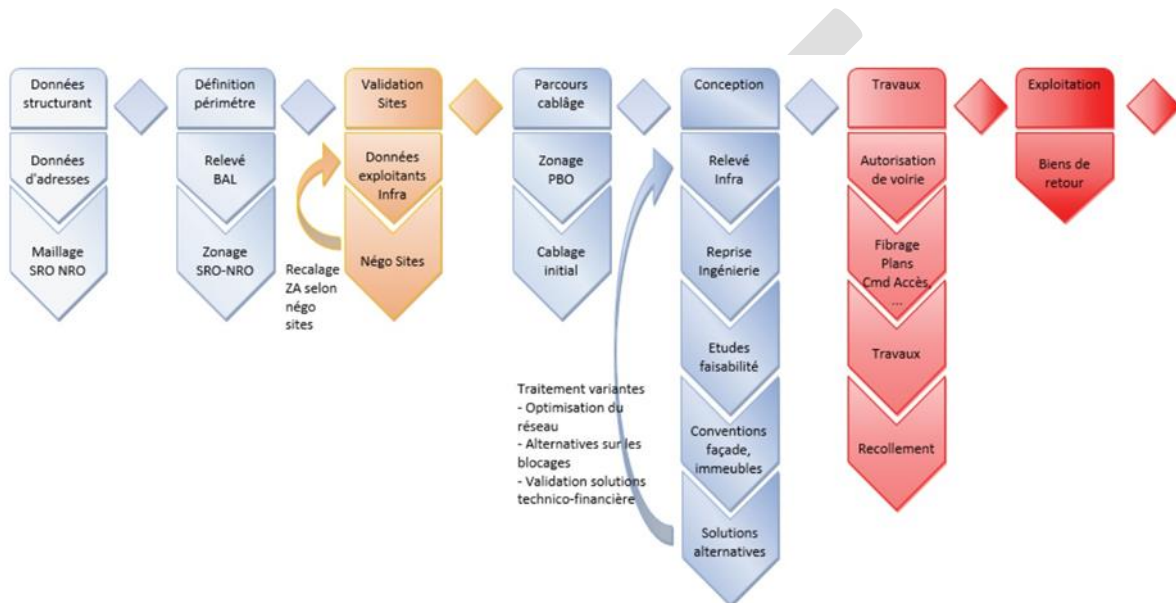 Données
structurant
Données
d'adresses
Maillage
SRO NRO
Définition
périmétre
Relevé
BAL
Zonage
SRO-NRO
Validation
Sites
Données
exploitants
Infra
Négo Sites
Recalage
ZA selon
négo
sites
Parcours
cablâge
Zonage
PBO
Cablage
initial
Traitement variantes
- Optimisation du
réseau
- Alternatives sur les
blocages
- Validation solutions
technico-financière
Conception
Relevé
Infra
Reprise
Ingénierie
Etudes
faisabilité
Conventions
façade,
immeubles
Solutions
alternatives
Travaux
Autorisation
de voirie
Fibrage
Plans
Cmd Accès,
...
Travaux
Recollement
Exploitation
Biens de
retour